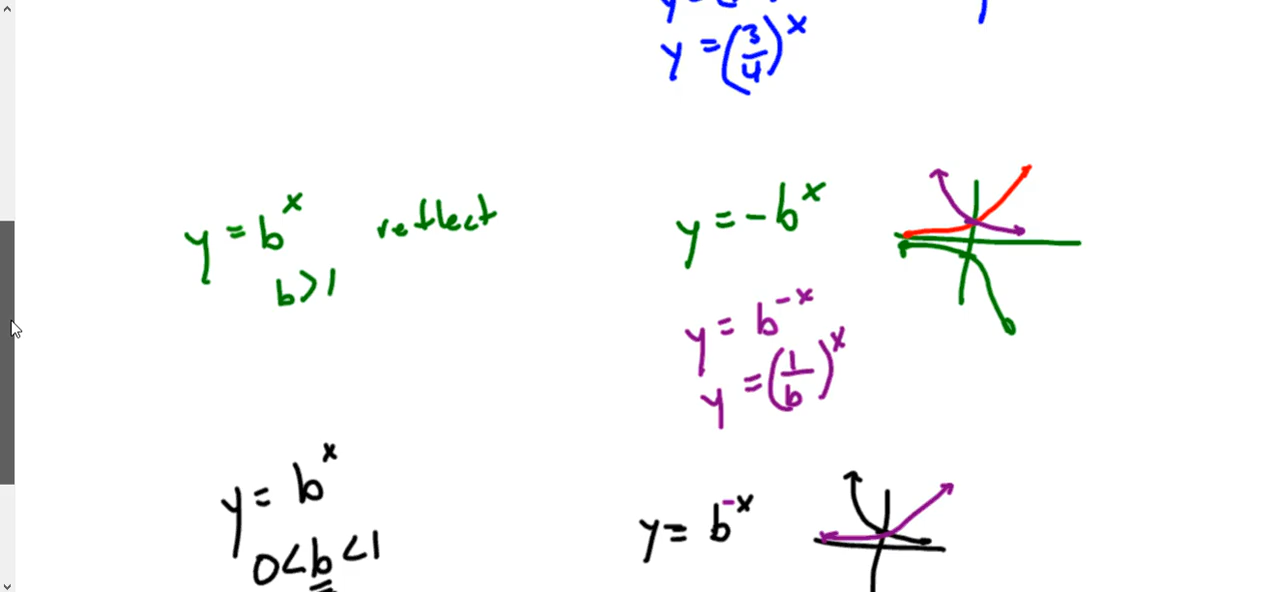 y = (3/4)^x
y = b^x reflect y = -b^x
b > 1
y = b^-x
y = (1/b)^x
y = b^x
y = b^-x
0 < b < 1